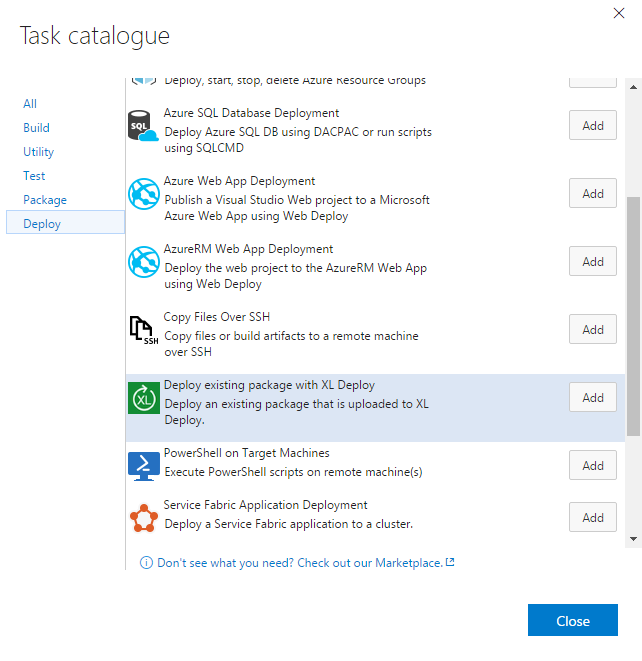 Task catalogue
All
Build
Utility
Test
Package
Deploy
Deploy, start, stop, delete Azure Resource Groups
SQL
Azure SQL Database Deployment
Deploy Azure SQL DB using DACPAC or run scripts
using SQLCMD
Add
Azure Web App Deployment
Publish a Visual Studio Web project to a Microsoft
Azure Web App using Web Deploy
Add
AzureRM Web App Deployment
Deploy the web project to the AzureRM Web App
using Web Deploy
Add
SSH
Copy Files Over SSH
Copy files or build artifacts to a remote machine
over SSH
Add
XL
Deploy existing package with XL Deploy
Deploy an existing package that is uploaded to XL
Deploy.
Add
PowerShell on Target Machines
Execute PowerShell scripts on remote machine(s)
Add
Service Fabric Application Deployment
Deploy a Service Fabric application to a cluster.
Add
Don't see what you need? Check out our Marketplace.
Close